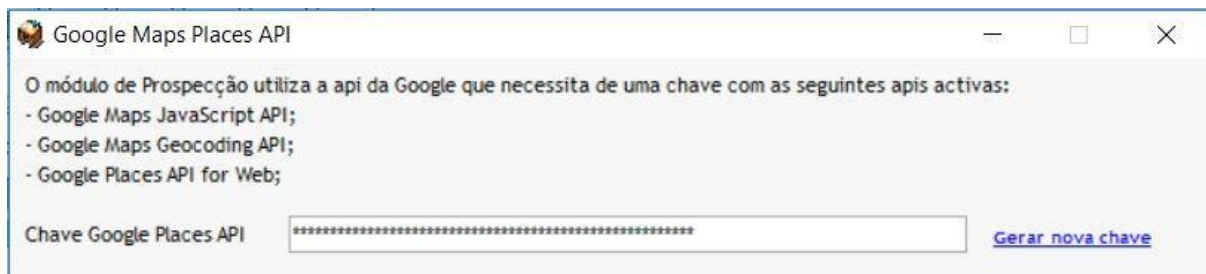 Google Maps Places API
O módulo de Prospecção utiliza a api da Google que necessita de uma chave com as seguintes apis activas:
- Google Maps JavaScript API;
- Google Maps Geocoding API;
- Google Places API for Web;
Chave Google Places API ****************************************************** Gerar nova chave